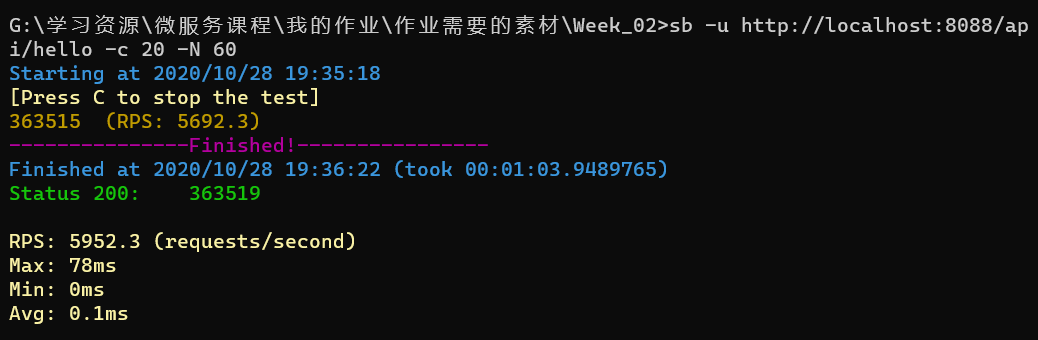 G:\学习资源\微服务课程\我的作业\作业需要的素材\Week_02>sb -u http://localhost:8088/ap
i/hello -c 20 -N 60
Starting at 2020/10/28 19:35:18
[Press C to stop the test]
363515  (RPS: 5692.3)
---------------Finished!----------------
Finished at 2020/10/28 19:36:22 (took 00:01:03.9489765)
Status 200:    363519
RPS: 5952.3 (requests/second)
Max: 78ms
Min: 0ms
Avg: 0.1ms